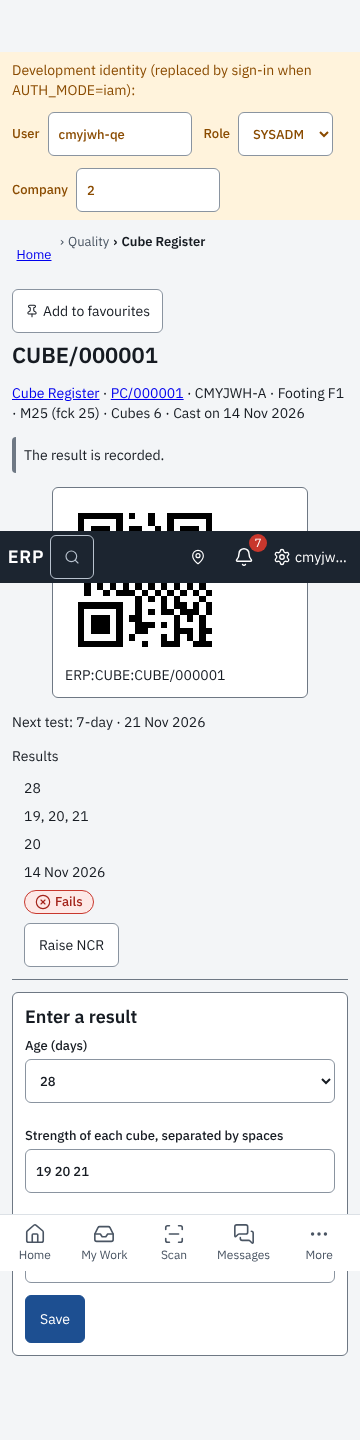 Development identity (replaced by sign-in when
AUTH_MODE=iam):
User cmyjwh-qe Role SYSADM
Company 2
Home › Quality › Cube Register
Add to favourites
CUBE/000001
Cube Register · PC/000001 · CMYJWH-A · Footing F1
· M25 (fck 25) · Cubes 6 · Cast on 14 Nov 2026
The result is recorded.
ERP 7 cmyjw...
ERP:CUBE:CUBE/000001
Next test: 7-day · 21 Nov 2026
Results
28
19, 20, 21
20
14 Nov 2026
Fails
Raise NCR
Enter a result
Age (days)
28
Strength of each cube, separated by spaces
19 20 21
Home My Work Scan Messages More
Save